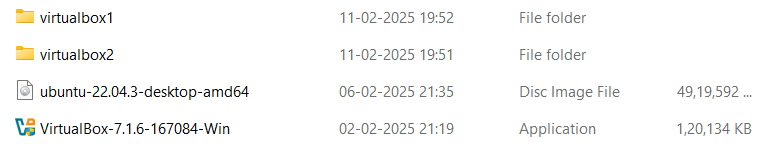 virtualbox1 11-02-2025 19:52 File folder
virtualbox2 11-02-2025 19:51 File folder
ubuntu-22.04.3-desktop-amd64 06-02-2025 21:35 Disc Image File 49,19,592 ...
VirtualBox-7.1.6-167084-Win 02-02-2025 21:19 Application 1,20,134 KB